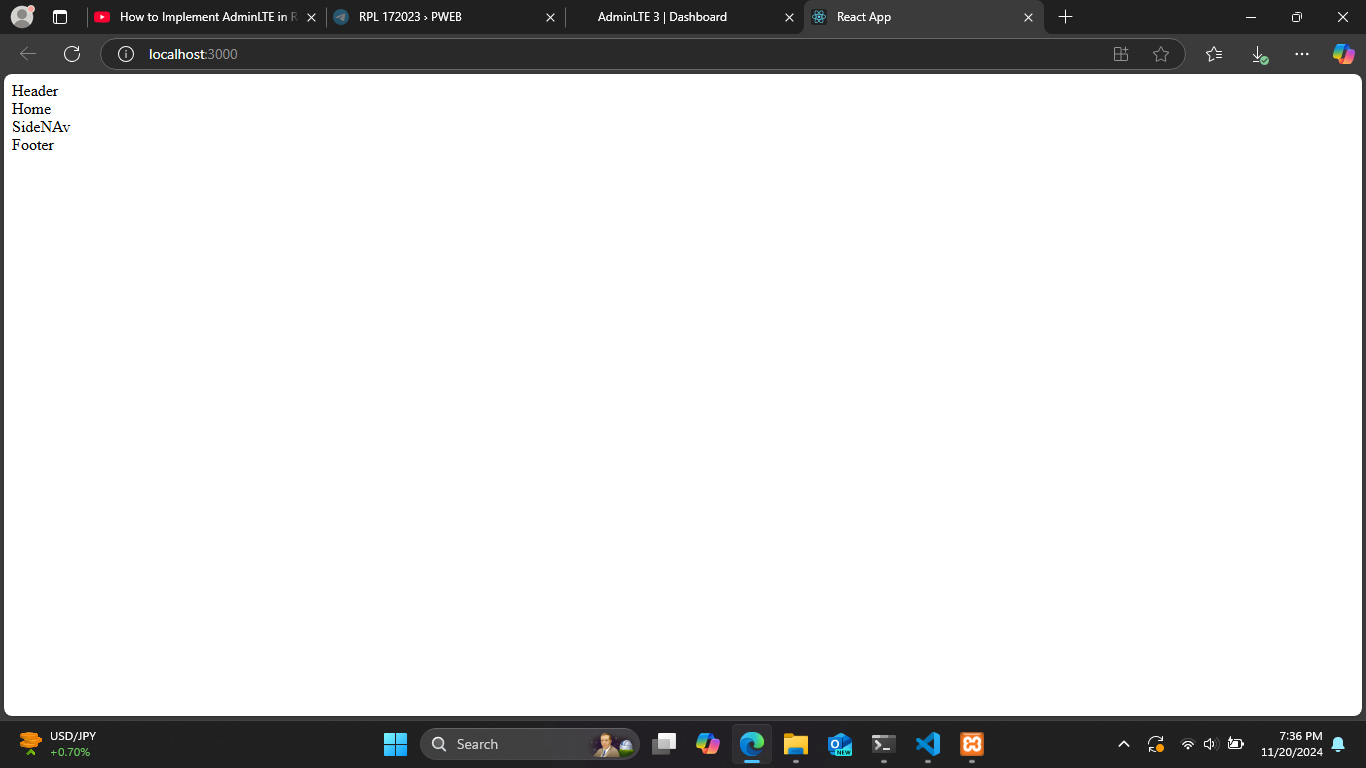 How to Implement AdminLTE in R
RPL 172023 › PWEB
AdminLTE 3 | Dashboard
React App
localhost:3000
Header
Home
SideNAv
Footer
USD/JPY
+0.70%
Search
NEW
7:36 PM
11/20/2024